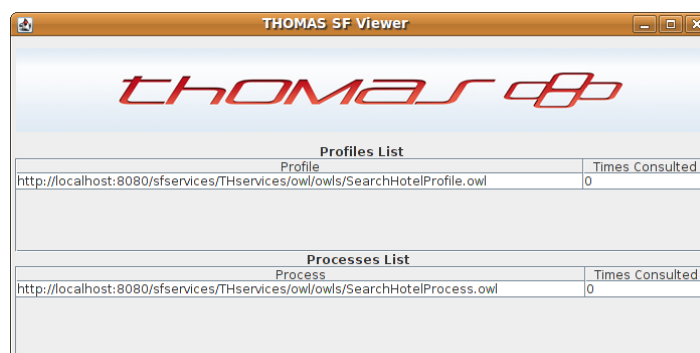 THOMAS SF Viewer
thomas
Profiles List
Profile Times Consulted
http://localhost:8080/sfservices/THservices/owl/owls/SearchHotelProfile.owl 0
Processes List
Process Times Consulted
http://localhost:8080/sfservices/THservices/owl/owls/SearchHotelProcess.owl 0